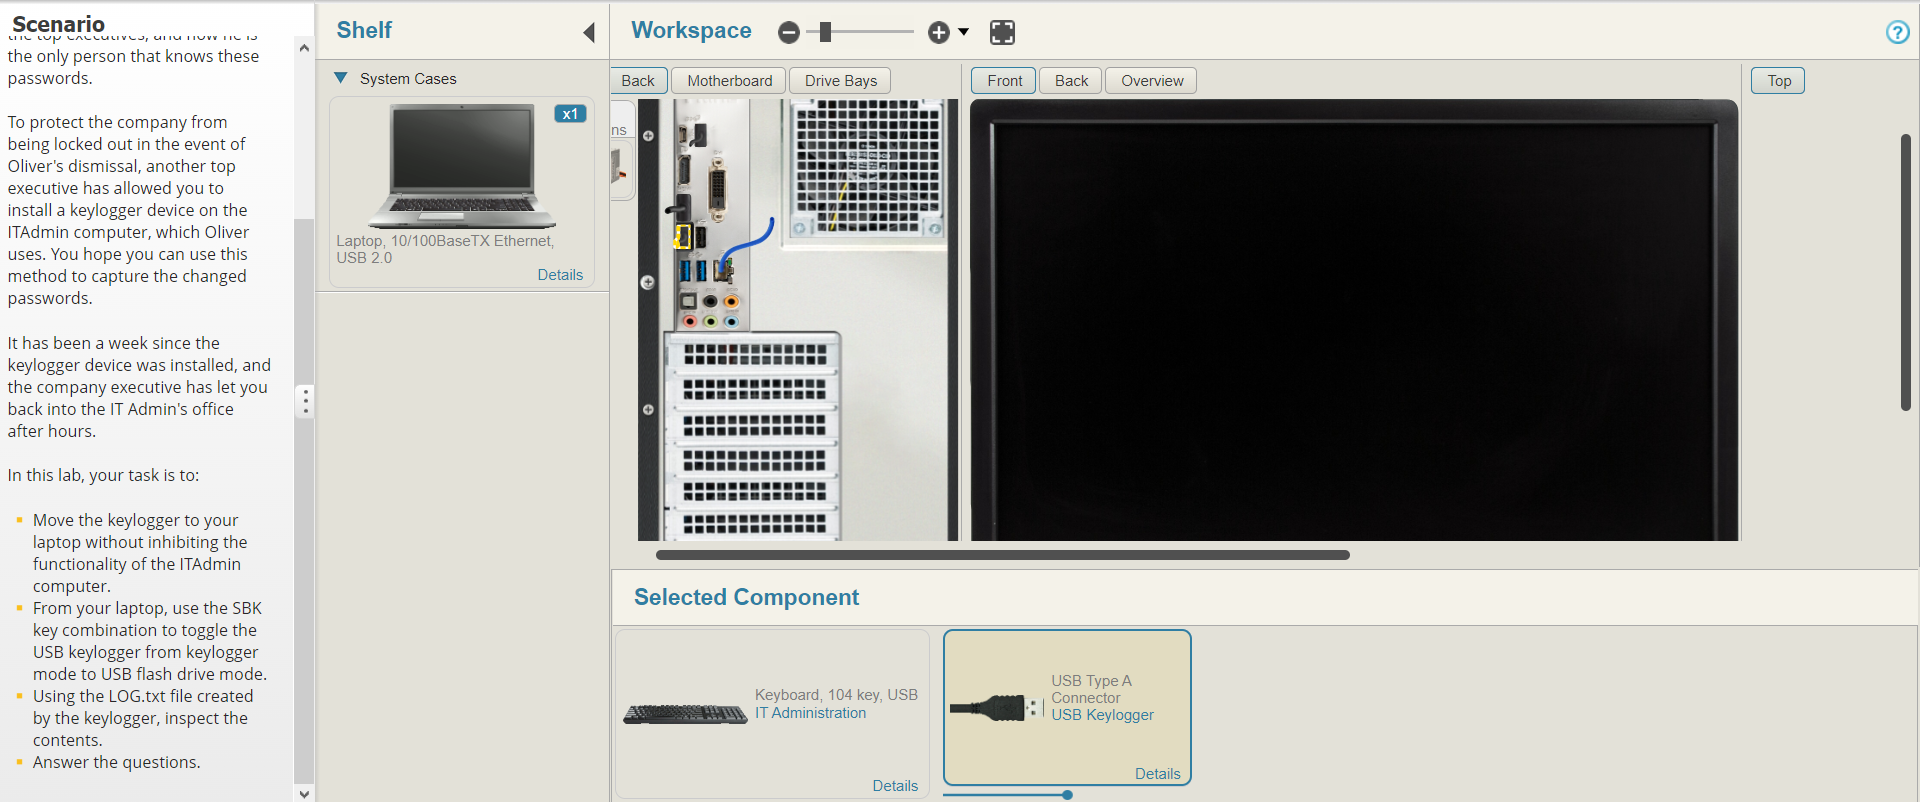 Scenario
the top executives, and now he is
the only person that knows these
passwords.
To protect the company from
being locked out in the event of
Oliver's dismissal, another top
executive has allowed you to
install a keylogger device on the
ITAdmin computer, which Oliver
uses. You hope you can use this
method to capture the changed
passwords.
It has been a week since the
keylogger device was installed, and
the company executive has let you
back into the IT Admin's office
after hours.
In this lab, your task is to:
Move the keylogger to your
laptop without inhibiting the
functionality of the ITAdmin
computer.
From your laptop, use the SBK
key combination to toggle the
USB keylogger from keylogger
mode to USB flash drive mode.
Using the LOG.txt file created
by the keylogger, inspect the
contents.
Answer the questions.
Shelf
System Cases
x1
Laptop, 10/100BaseTX Ethernet,
USB 2.0
Details
Workspace
?
Back Motherboard Drive Bays
Front Back Overview
Top
ns
Selected Component
Keyboard, 104 key, USB
IT Administration
Details
USB Type A
Connector
USB Keylogger
Details